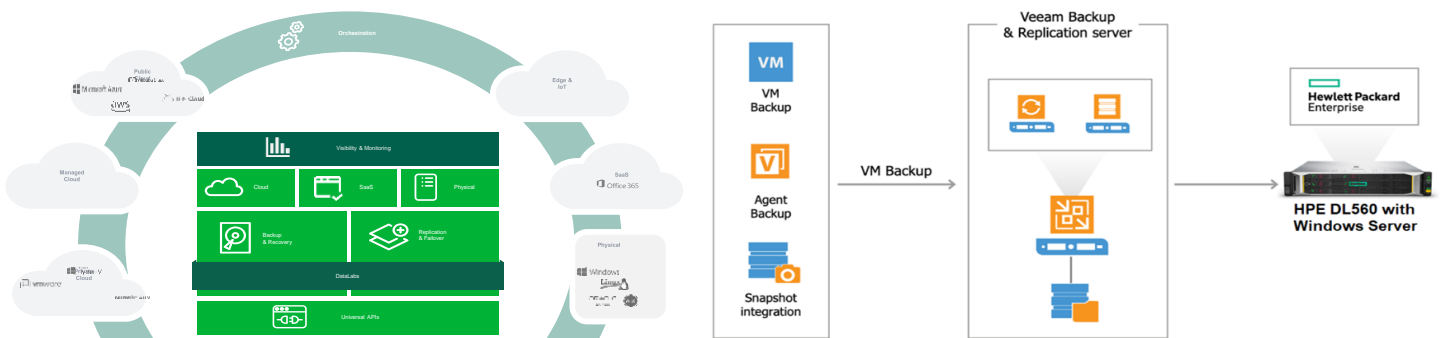 Orchestration
Public
Microsoft Azure
Cloud
Edge &
IoT
Visibility & Monitoring
Managed
Cloud
Cloud
SaaS
Physical
SaaS
Office 365
Backup
& Recovery
Replication
& Failover
Physical
Windows
Linux
Cloud
vmware
DataLabs
Universal APIs
VM
VM
Backup
V
Agent
Backup
Snapshot
integration
VM Backup
Veeam Backup
& Replication server
Hewlett Packard
Enterprise
HPE DL560 with
Windows Server